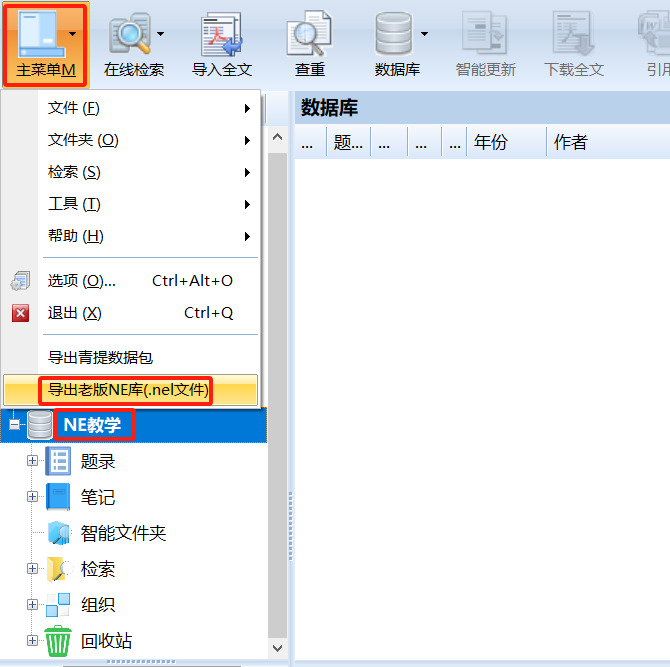 主菜单M
在线检索
导入全文
查重
数据库
智能更新
下载全文
引用
文件 (F)
文件夹 (O)
检索 (S)
工具 (T)
帮助 (H)
选项 (O)... Ctrl+Alt+O
退出 (X) Ctrl+Q
导出青提数据包
导出老版NE库(.nel文件)
NE教学
题录
笔记
智能文件夹
检索
组织
回收站
数据库
... 题... ... ... ... 年份 作者